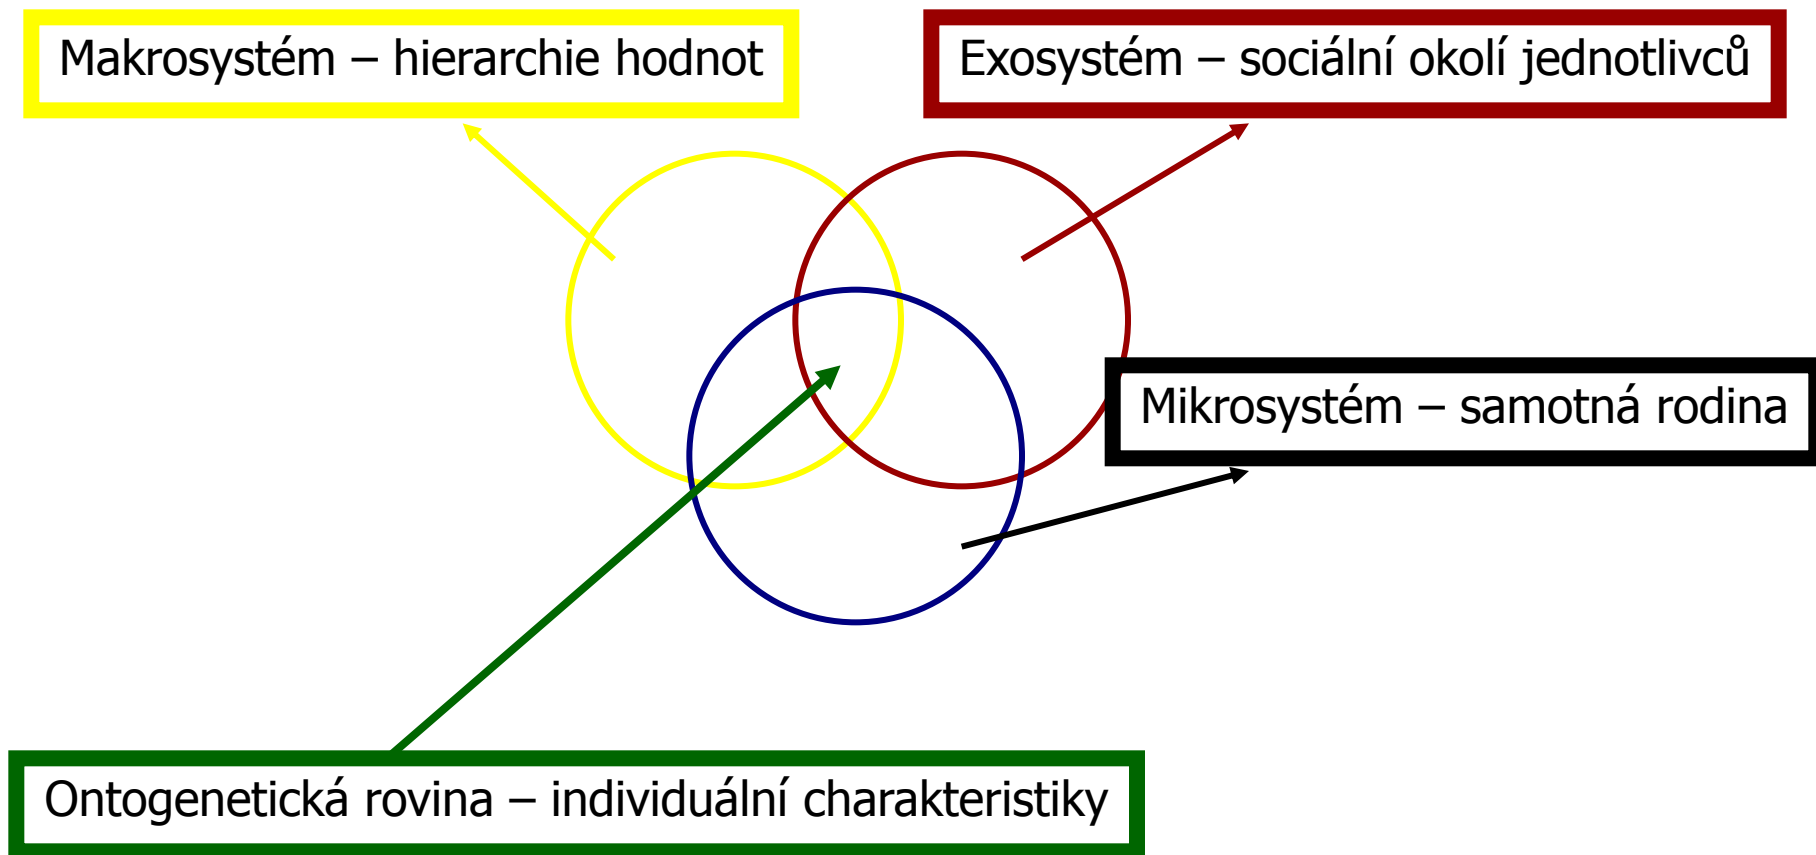 Makrosystém – hierarchie hodnot
Exosystém – sociální okolí jednotlivců
Mikrosystém – samotná rodina
Ontogenetická rovina – individuální charakteristiky